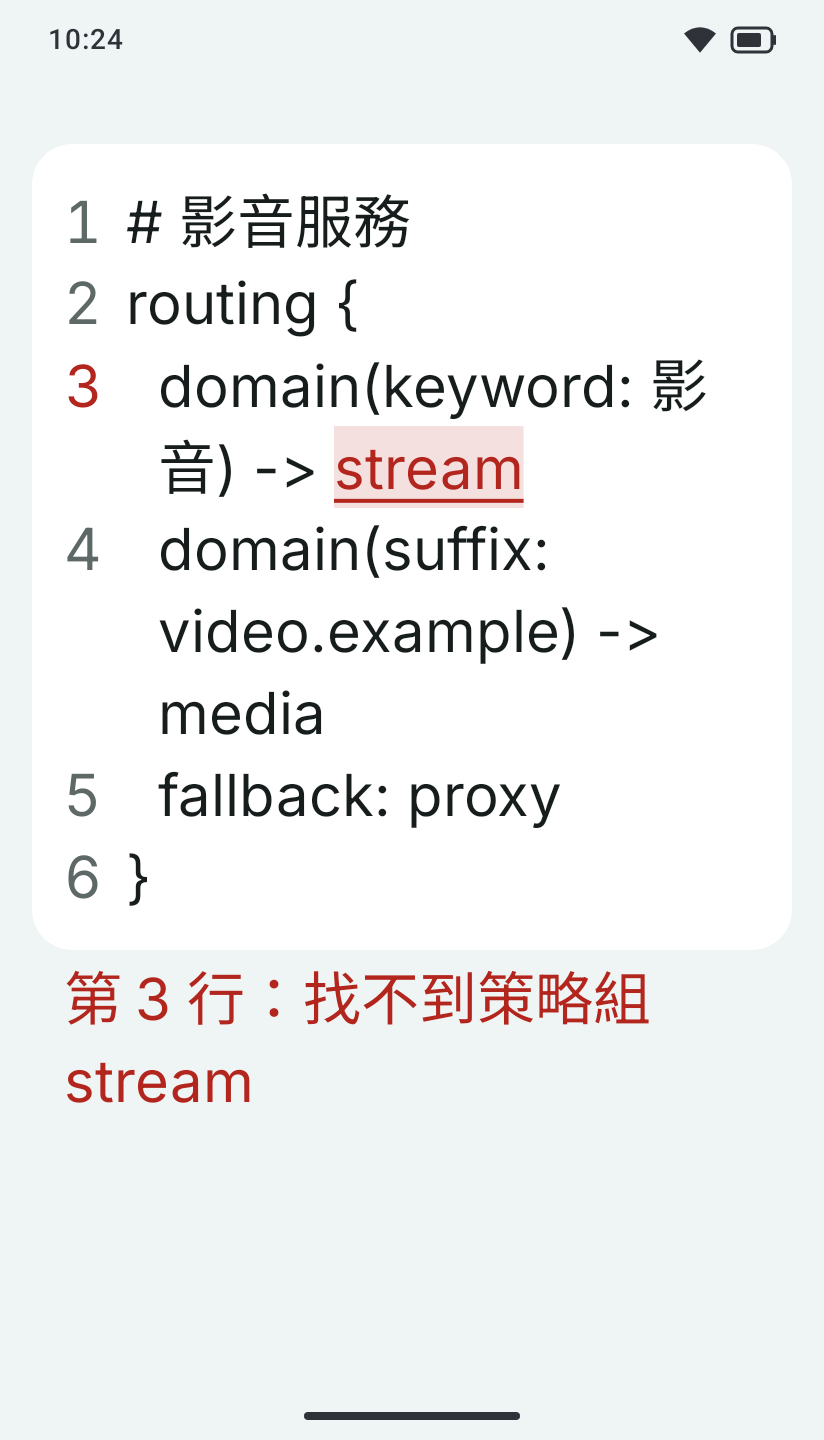 10:24
1 # 影音服務
2 routing {
3 domain(keyword: 影
音) -> stream
4 domain(suffix:
video.example) ->
media
5 fallback: proxy
6 }
第 3 行：找不到策略組
stream